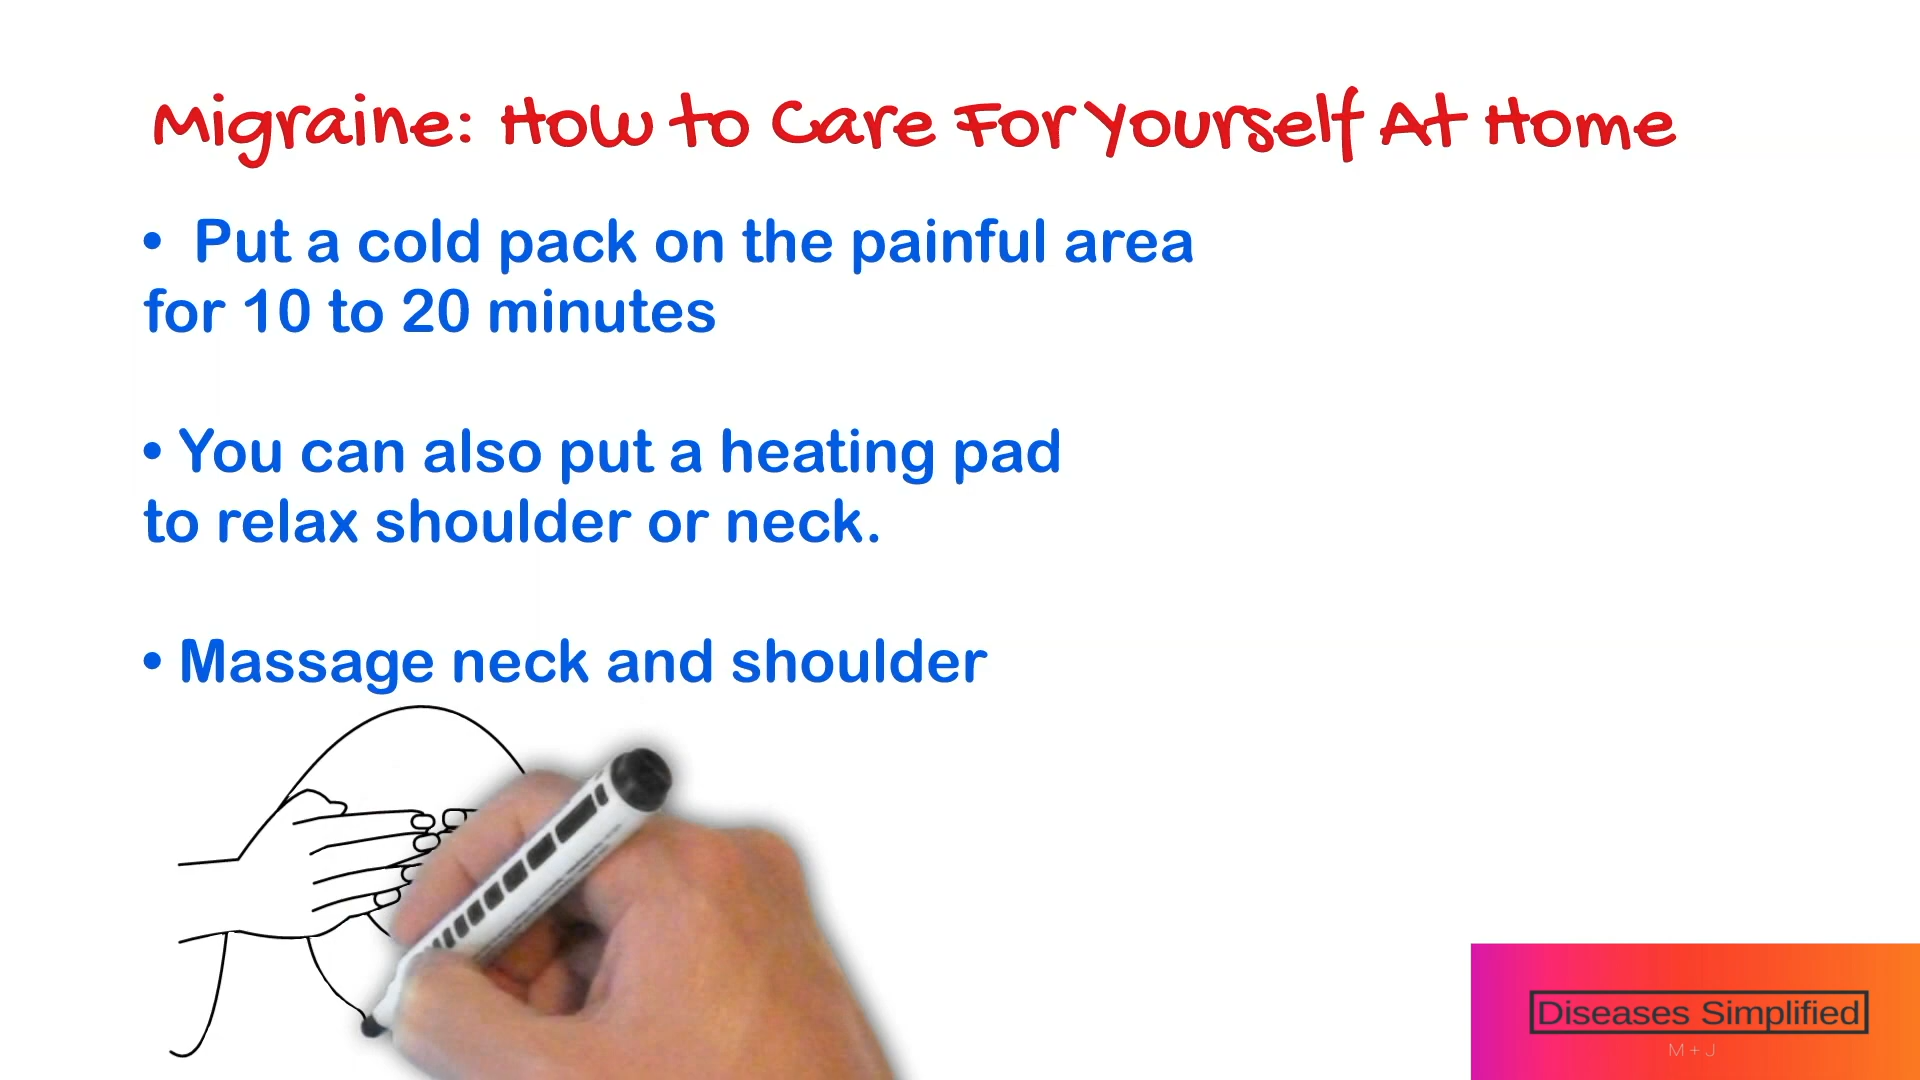 Migraine: How to Care For Yourself At Home
• Put a cold pack on the painful area
for 10 to 20 minutes
• You can also put a heating pad
to relax shoulder or neck.
• Massage neck and shoulder
Diseases Simplified
M + J